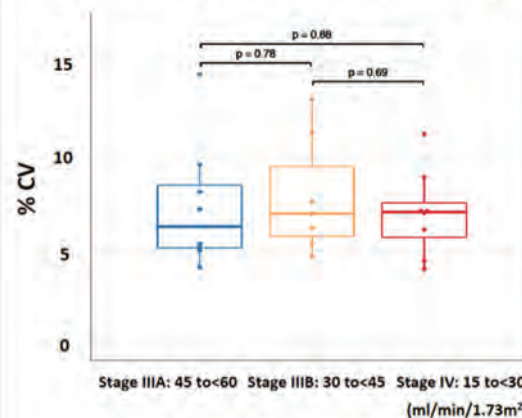 p = 0.68
p = 0.78
p = 0.69
15
10
5
0
% CV
Stage IIIA: 45 to<60 Stage IIIB: 30 to<45 Stage IV: 15 to<30
(ml/min/1.73m²